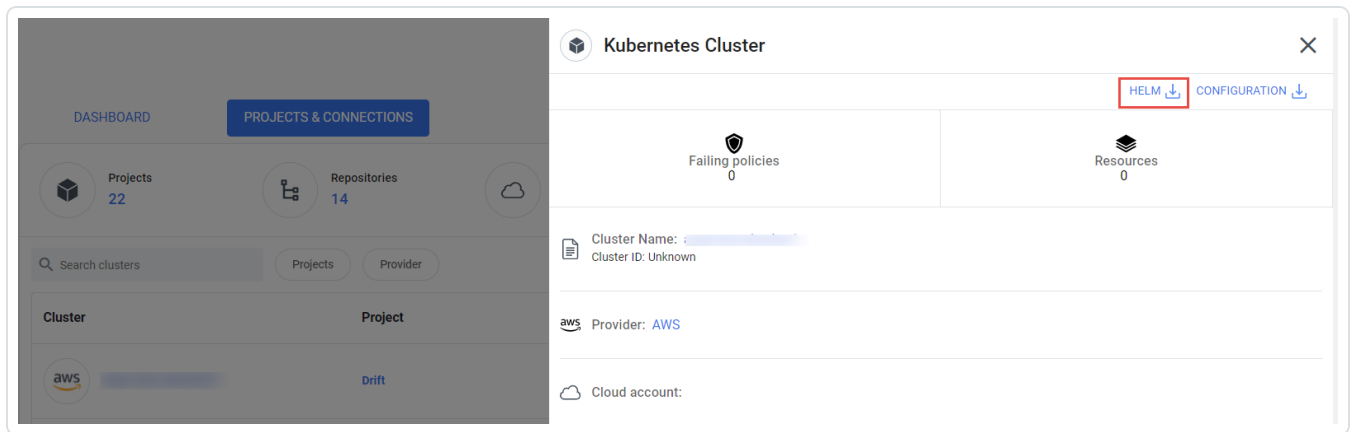 Kubernetes Cluster
HELM CONFIGURATION
DASHBOARD PROJECTS & CONNECTIONS
Failing policies
0
Resources
0
Projects
22
Repositories
14
Cluster Name:
Cluster ID: Unknown
Search clusters Projects Provider
Cluster Project
aws Provider: AWS
aws Drift
Cloud account: